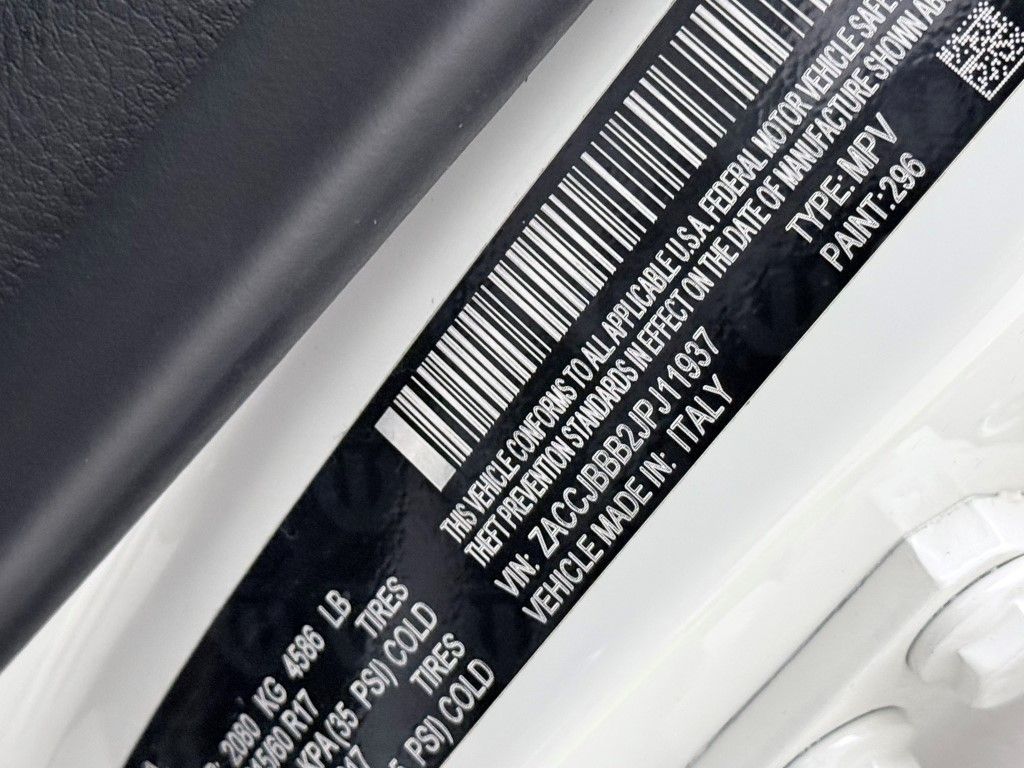 2080 KG 4586 LB
15/60 R17 TIRES
KPA (35 PSI) COLD
TIRES
PSI) COLD
THIS VEHICLE CONFORMS TO ALL APPLICABLE U.S.A. FEDERAL MOTOR VEHICLE
THEFT PREVENTION STANDARDS IN EFFECT ON THE DATE OF MANUFACTURE SHOWN
VIN: ZACCJBBB2JPJ11937 TYPE: MPV
VEHICLE MADE IN: ITALY PAINT:296